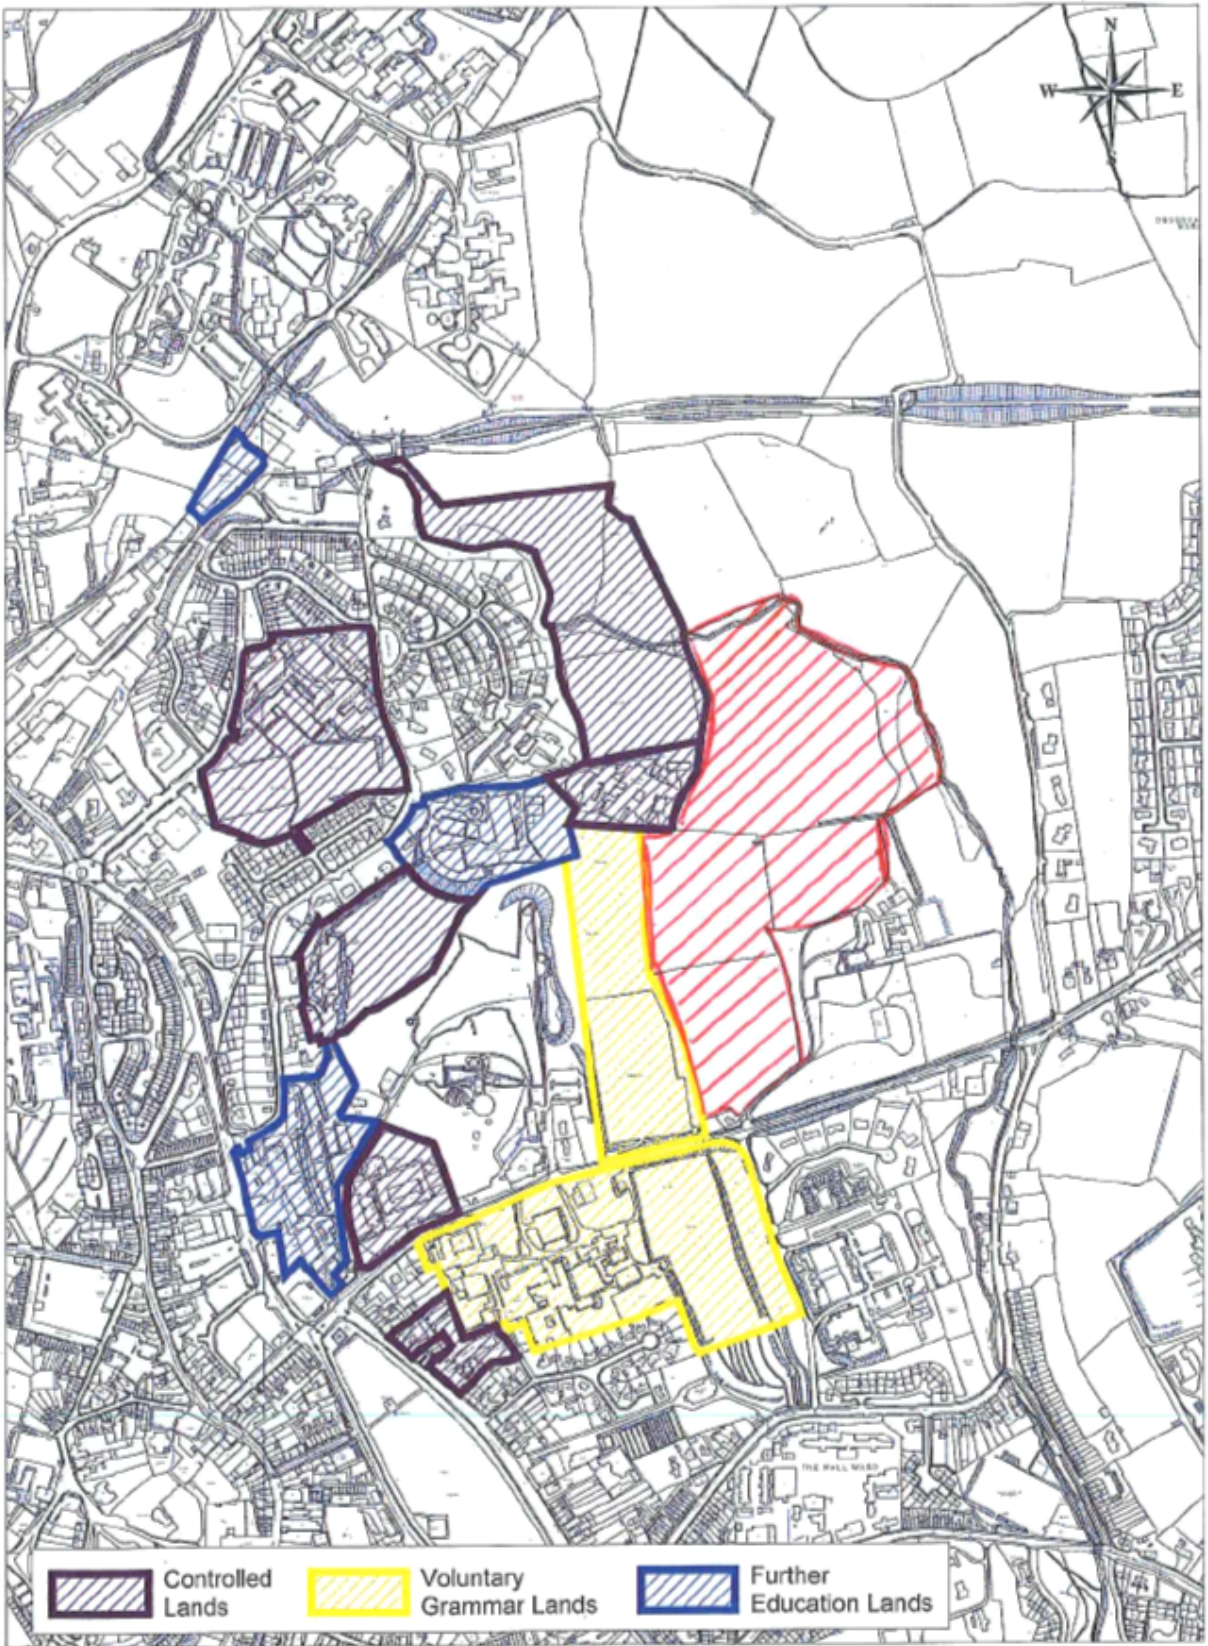 N
W E
S
THE MALL WARD
Controlled
Lands
Voluntary
Grammar Lands
Further
Education Lands